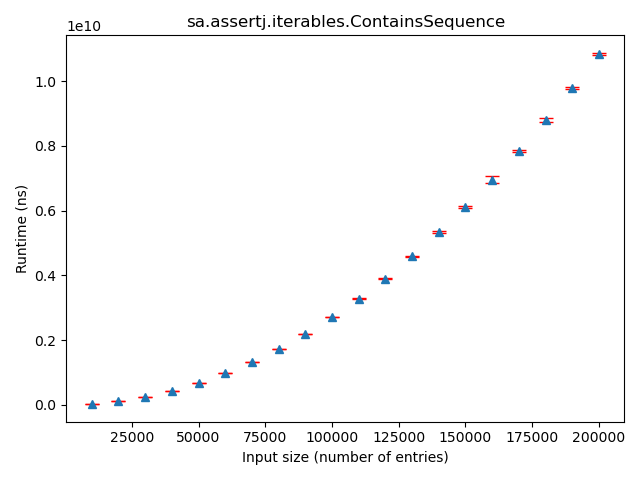 sa.assertj.iterables.ContainsSequence
1e10
1.0
0.8
0.6
0.4
0.2
0.0
Runtime (ns)
25000 50000 75000 100000 125000 150000 175000 200000
Input size (number of entries)